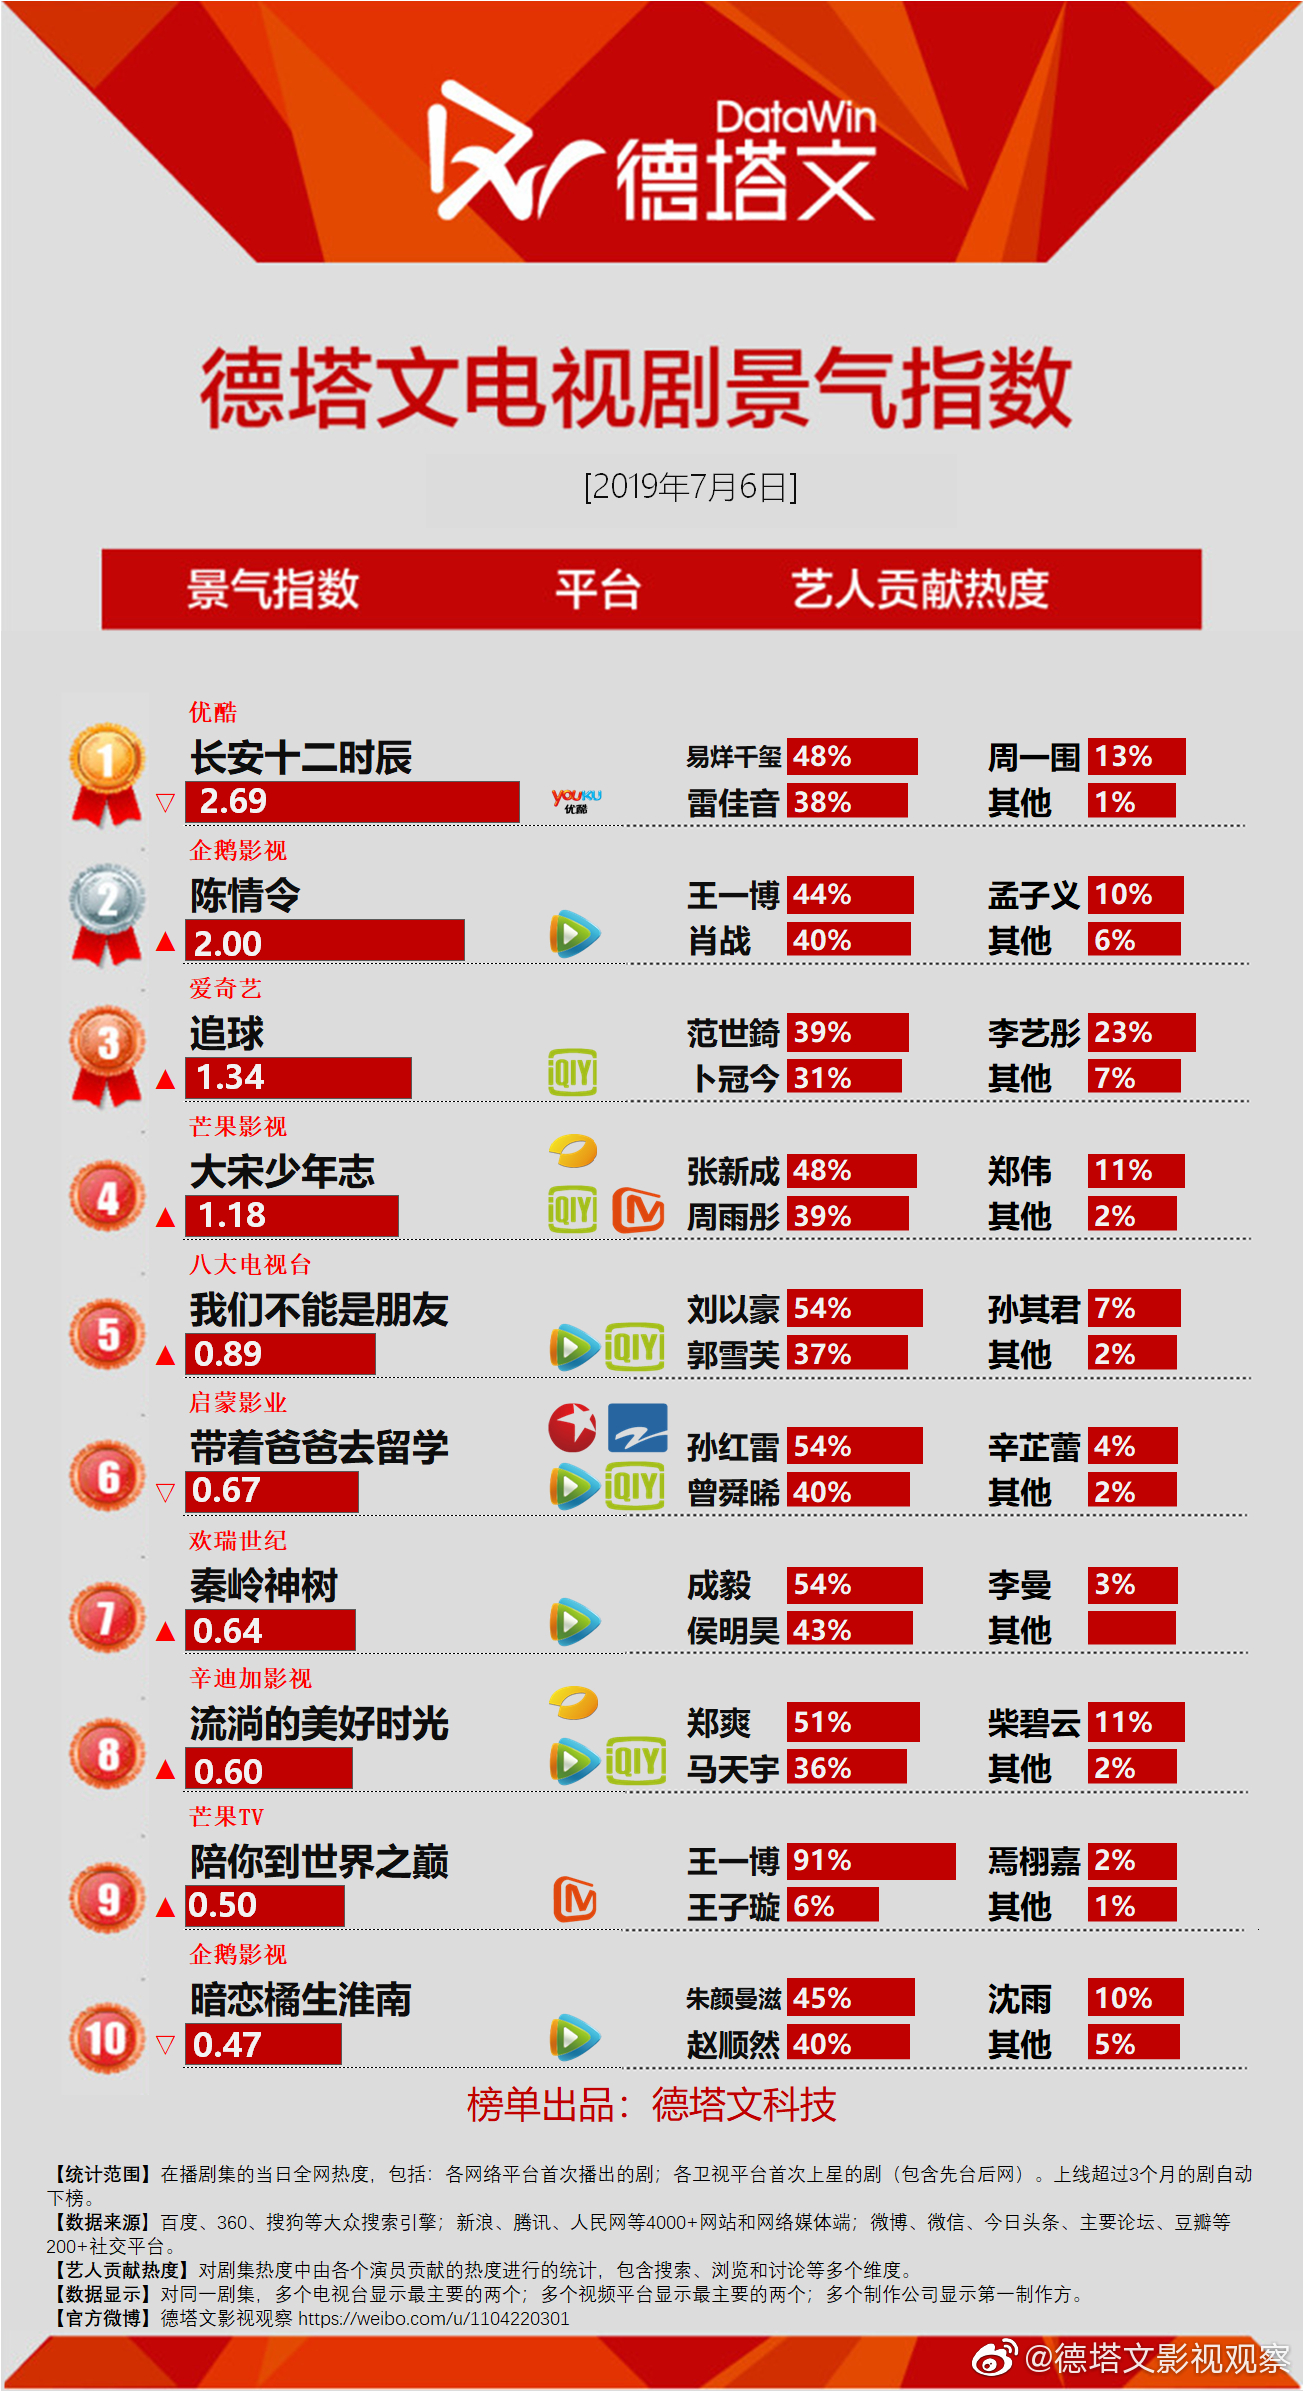 DataWin
德塔文
德塔文电视剧景气指数
[2019年7月6日]
景气指数 平台 艺人贡献热度
优酷
1 长安十二时辰 易烊千玺 48% 周一围 13%
▽ 2.69 YOUKU 优酷 雷佳音 38% 其他 1%
企鹅影视
2 陈情令 王一博 44% 孟子义 10%
▲ 2.00 肖战 40% 其他 6%
爱奇艺
3 追球 范世錡 39% 李艺彤 23%
▲ 1.34 iQIYI 卜冠今 31% 其他 7%
芒果影视
4 大宋少年志 张新成 48% 郑伟 11%
▲ 1.18 iQIYI 周雨彤 39% 其他 2%
八大电视台
5 我们不能是朋友 刘以豪 54% 孙其君 7%
▲ 0.89 iQIYI 郭雪芙 37% 其他 2%
启蒙影业
6 带着爸爸去留学 孙红雷 54% 辛芷蕾 4%
▽ 0.67 iQIYI 曾舜晞 40% 其他 2%
欢瑞世纪
7 秦岭神树 成毅 54% 李曼 3%
▲ 0.64 侯明昊 43% 其他
辛迪加影视
8 流淌的美好时光 郑爽 51% 柴碧云 11%
▲ 0.60 iQIYI 马天宇 36% 其他 2%
芒果TV
9 陪你到世界之巅 王一博 91% 焉栩嘉 2%
▲ 0.50 王子璇 6% 其他 1%
企鹅影视
10 暗恋橘生淮南 朱颜曼滋 45% 沈雨 10%
▽ 0.47 赵顺然 40% 其他 5%
榜单出品：德塔文科技
【统计范围】在播剧集的当日全网热度，包括：各网络平台首次播出的剧；各卫视平台首次上星的剧（包含先台后网）。上线超过3个月的剧自动
下榜。
【数据来源】百度、360、搜狗等大众搜索引擎；新浪、腾讯、人民网等4000+网站和网络媒体端；微博、微信、今日头条、主要论坛、豆瓣等
200+社交平台。
【艺人贡献热度】对剧集热度中由各个演员贡献的热度进行的统计，包含搜索、浏览和讨论等多个维度。
【数据显示】对同一剧集，多个电视台显示最主要的两个；多个视频平台显示最主要的两个；多个制作公司显示第一制作方。
【官方微博】德塔文影视观察 https://weibo.com/u/1104220301
@德塔文影视观察